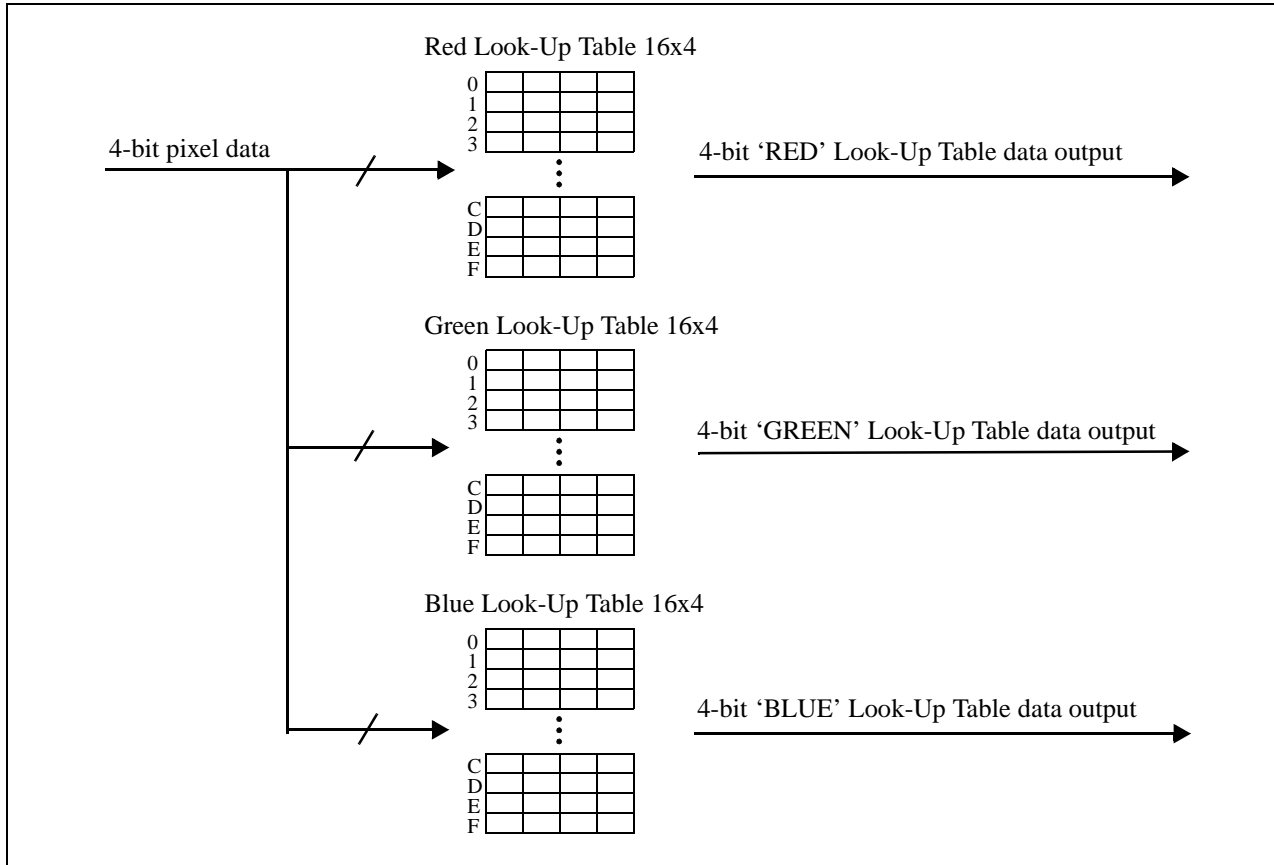 Red Look-Up Table 16x4
0
1
2
3
4-bit pixel data
4-bit ‘RED’ Look-Up Table data output
C
D
E
F
Green Look-Up Table 16x4
0
1
2
3
4-bit ‘GREEN’ Look-Up Table data output
C
D
E
F
Blue Look-Up Table 16x4
0
1
2
3
4-bit ‘BLUE’ Look-Up Table data output
C
D
E
F